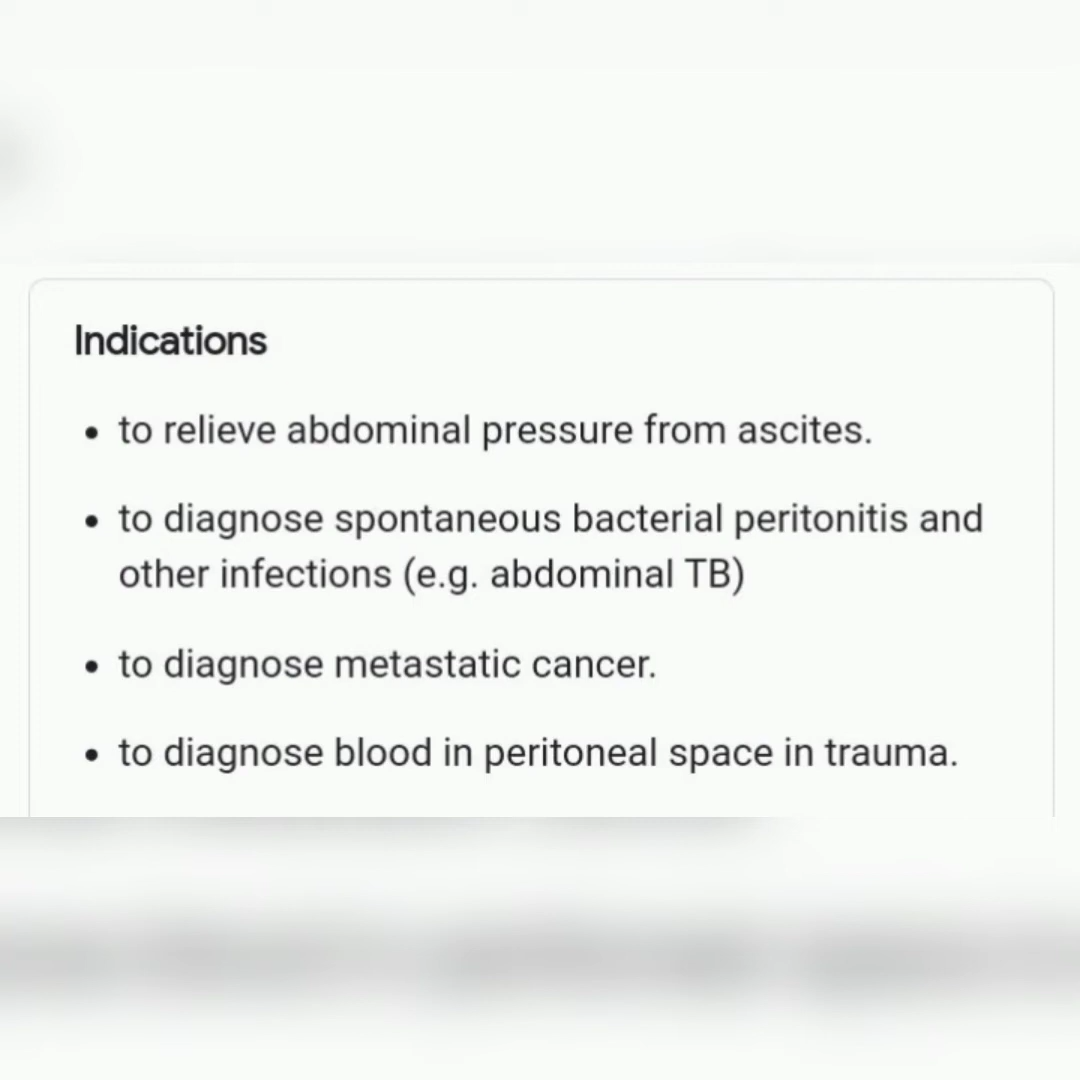 Indications
• to relieve abdominal pressure from ascites.
• to diagnose spontaneous bacterial peritonitis and
other infections (e.g. abdominal TB)
• to diagnose metastatic cancer.
• to diagnose blood in peritoneal space in trauma.